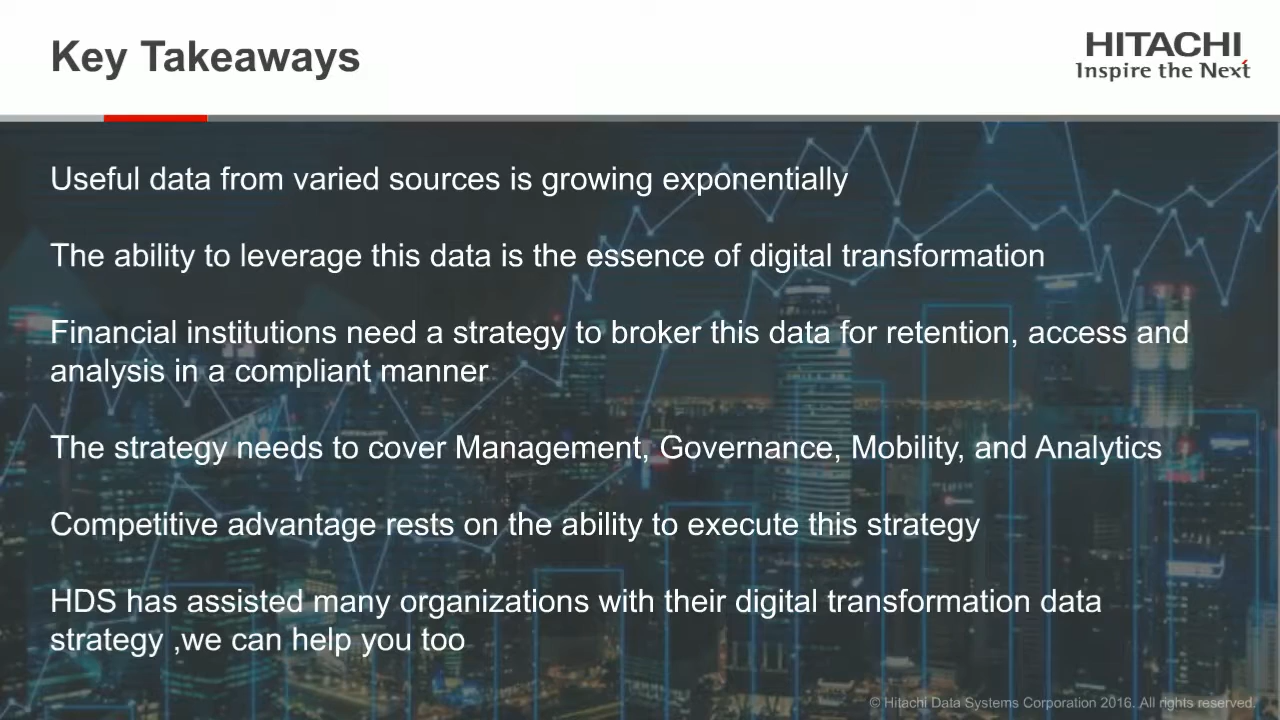 Key Takeaways
HITACHI
Inspire the Next
Useful data from varied sources is growing exponentially
The ability to leverage this data is the essence of digital transformation
Financial institutions need a strategy to broker this data for retention, access and
analysis in a compliant manner
The strategy needs to cover Management, Governance, Mobility, and Analytics
Competitive advantage rests on the ability to execute this strategy
HDS has assisted many organizations with their digital transformation data
strategy ,we can help you too
© Hitachi Data Systems Corporation 2016. All rights reserved.